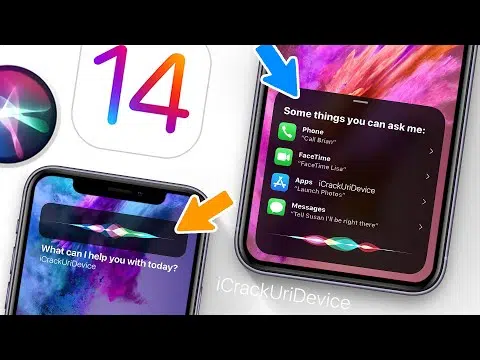 14
Some things you can ask me:
Phone
"Call Brian"
FaceTime
"FaceTime Lisa"
Apps iCrackUriDevice
"Launch Photos"
Messages
"Tell Susan I'll be right there"
What can I help you with today?
iCrackUriDevice
iCrackUriDevice